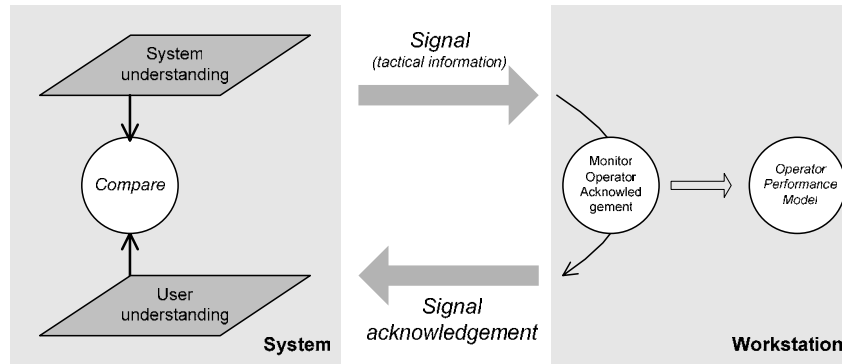 System
understanding
Compare
User
understanding
System
Signal
(tactical information)
Signal
acknowledgement
Monitor
Operator
Acknowled
gement
Operator
Performance
Model
Workstation